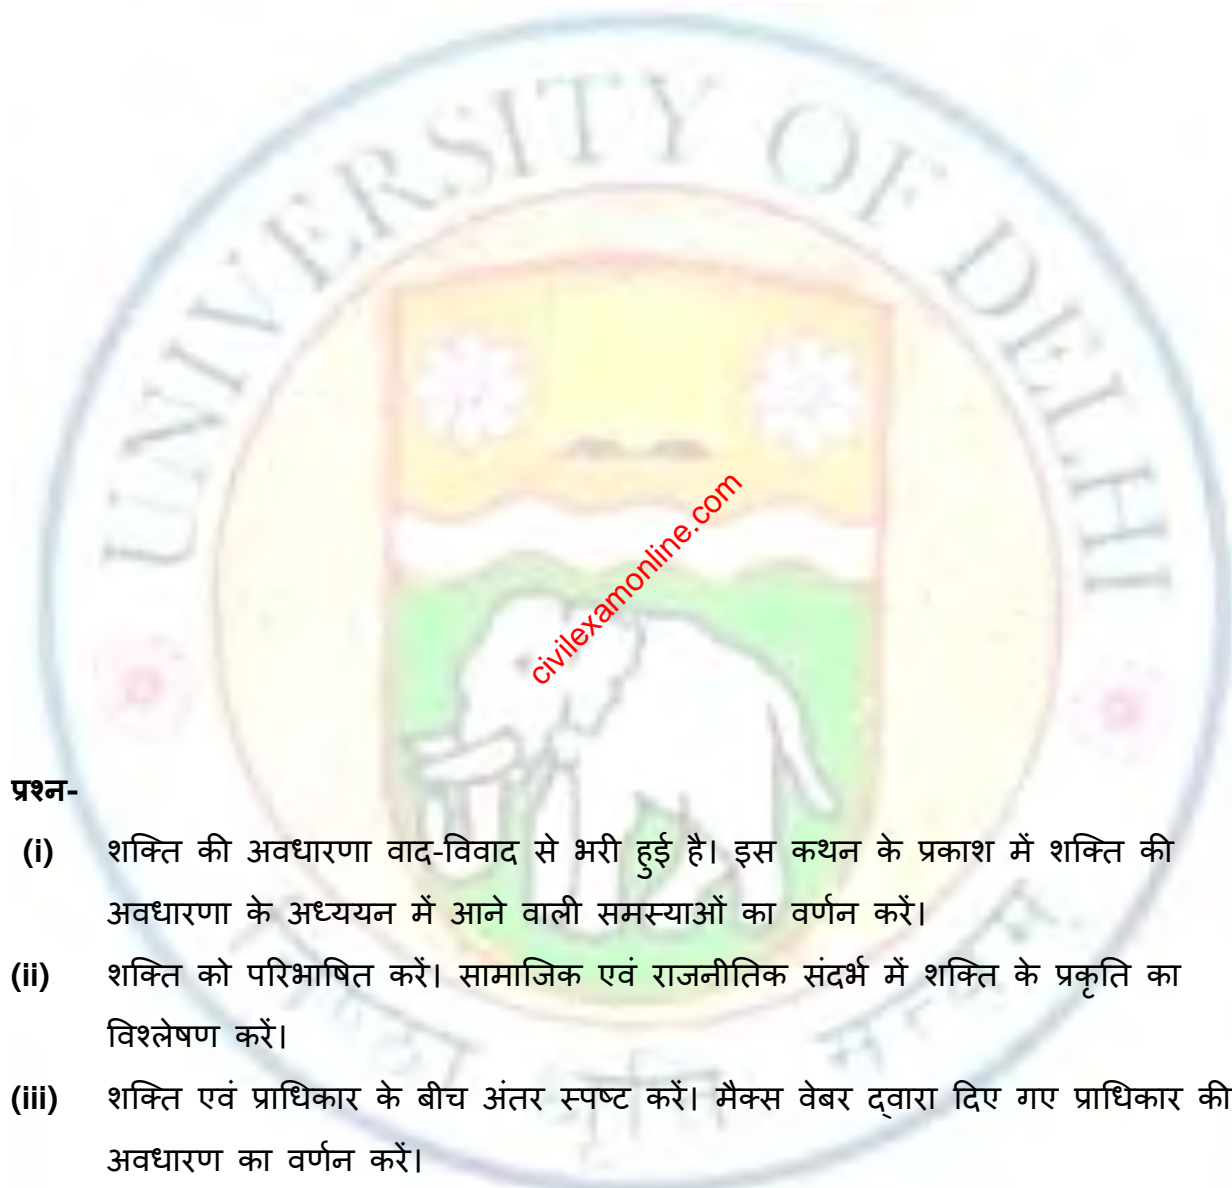 UNIVERSITY OF DELHI
civilexamonline.com
प्रश्न-
(i) शक्ति की अवधारणा वाद-विवाद से भरी हुई है। इस कथन के प्रकाश में शक्ति की
अवधारणा के अध्ययन में आने वाली समस्याओं का वर्णन करें।
(ii) शक्ति को परिभाषित करें। सामाजिक एवं राजनीतिक संदर्भ में शक्ति के प्रकृति का
विश्लेषण करें।
(iii) शक्ति एवं प्राधिकार के बीच अंतर स्पष्ट करें। मैक्स वेबर द्वारा दिए गए प्राधिकार की
अवधारण का वर्णन करें।